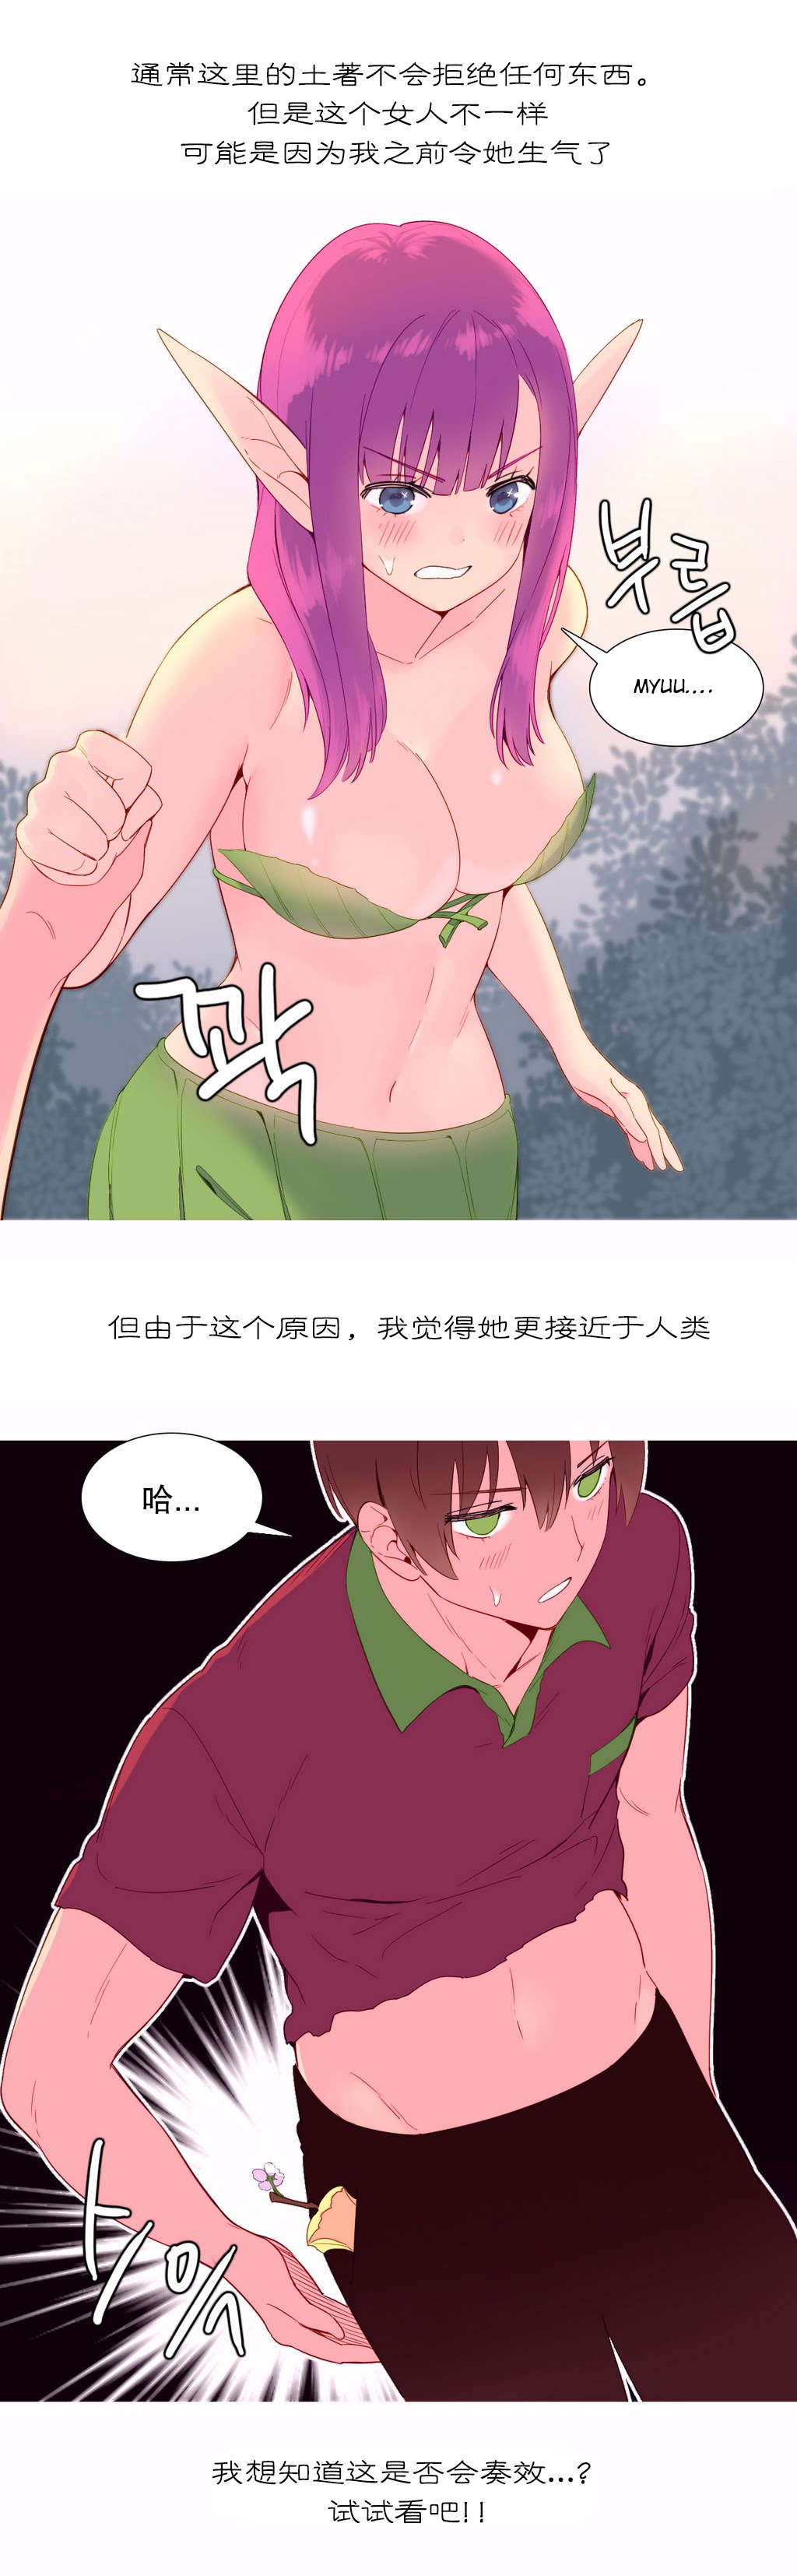 通常这里的土著不会拒绝任何东西。
但是这个女人不一样
可能是因为我之前令她生气了
부릅
MYUU....
꽉
但由于这个原因，我觉得她更接近于人类
哈...
我想知道这是否会奏效...?
试试看吧!!